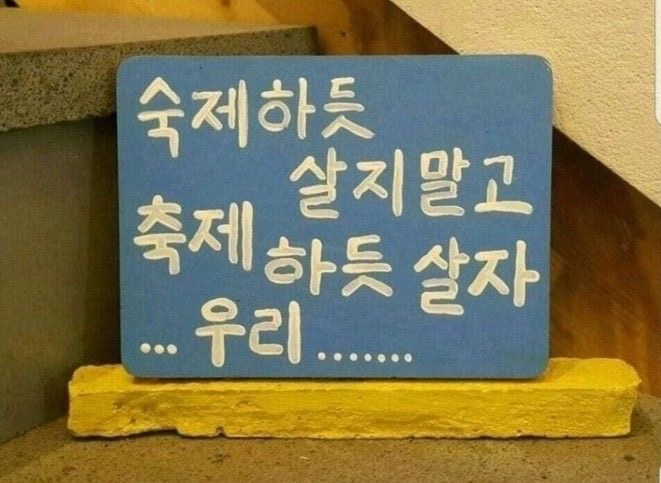 숙제하듯
살지말고
축제 하듯 살자
... 우리 .......